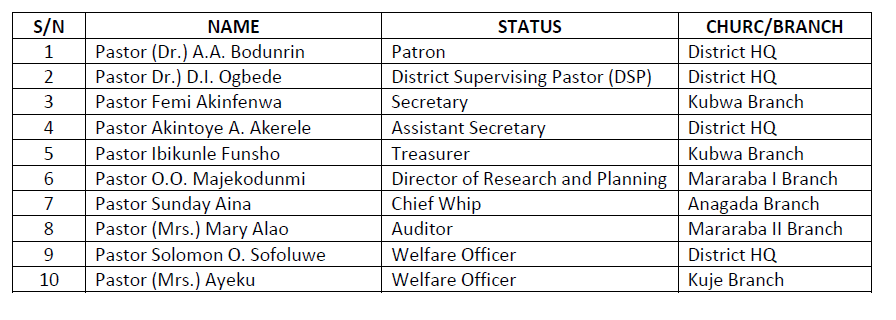 S/N NAME STATUS CHURC/BRANCH
1 Pastor (Dr.) A.A. Bodunrin Patron District HQ
2 Pastor Dr.) D.I. Ogbede District Supervising Pastor (DSP) District HQ
3 Pastor Femi Akinfenwa Secretary Kubwa Branch
4 Pastor Akintoye A. Akerele Assistant Secretary District HQ
5 Pastor Ibikunle Funsho Treasurer Kubwa Branch
6 Pastor O.O. Majekodunmi Director of Research and Planning Mararaba I Branch
7 Pastor Sunday Aina Chief Whip Anagada Branch
8 Pastor (Mrs.) Mary Alao Auditor Mararaba II Branch
9 Pastor Solomon O. Sofoluwe Welfare Officer District HQ
10 Pastor (Mrs.) Ayeku Welfare Officer Kuje Branch